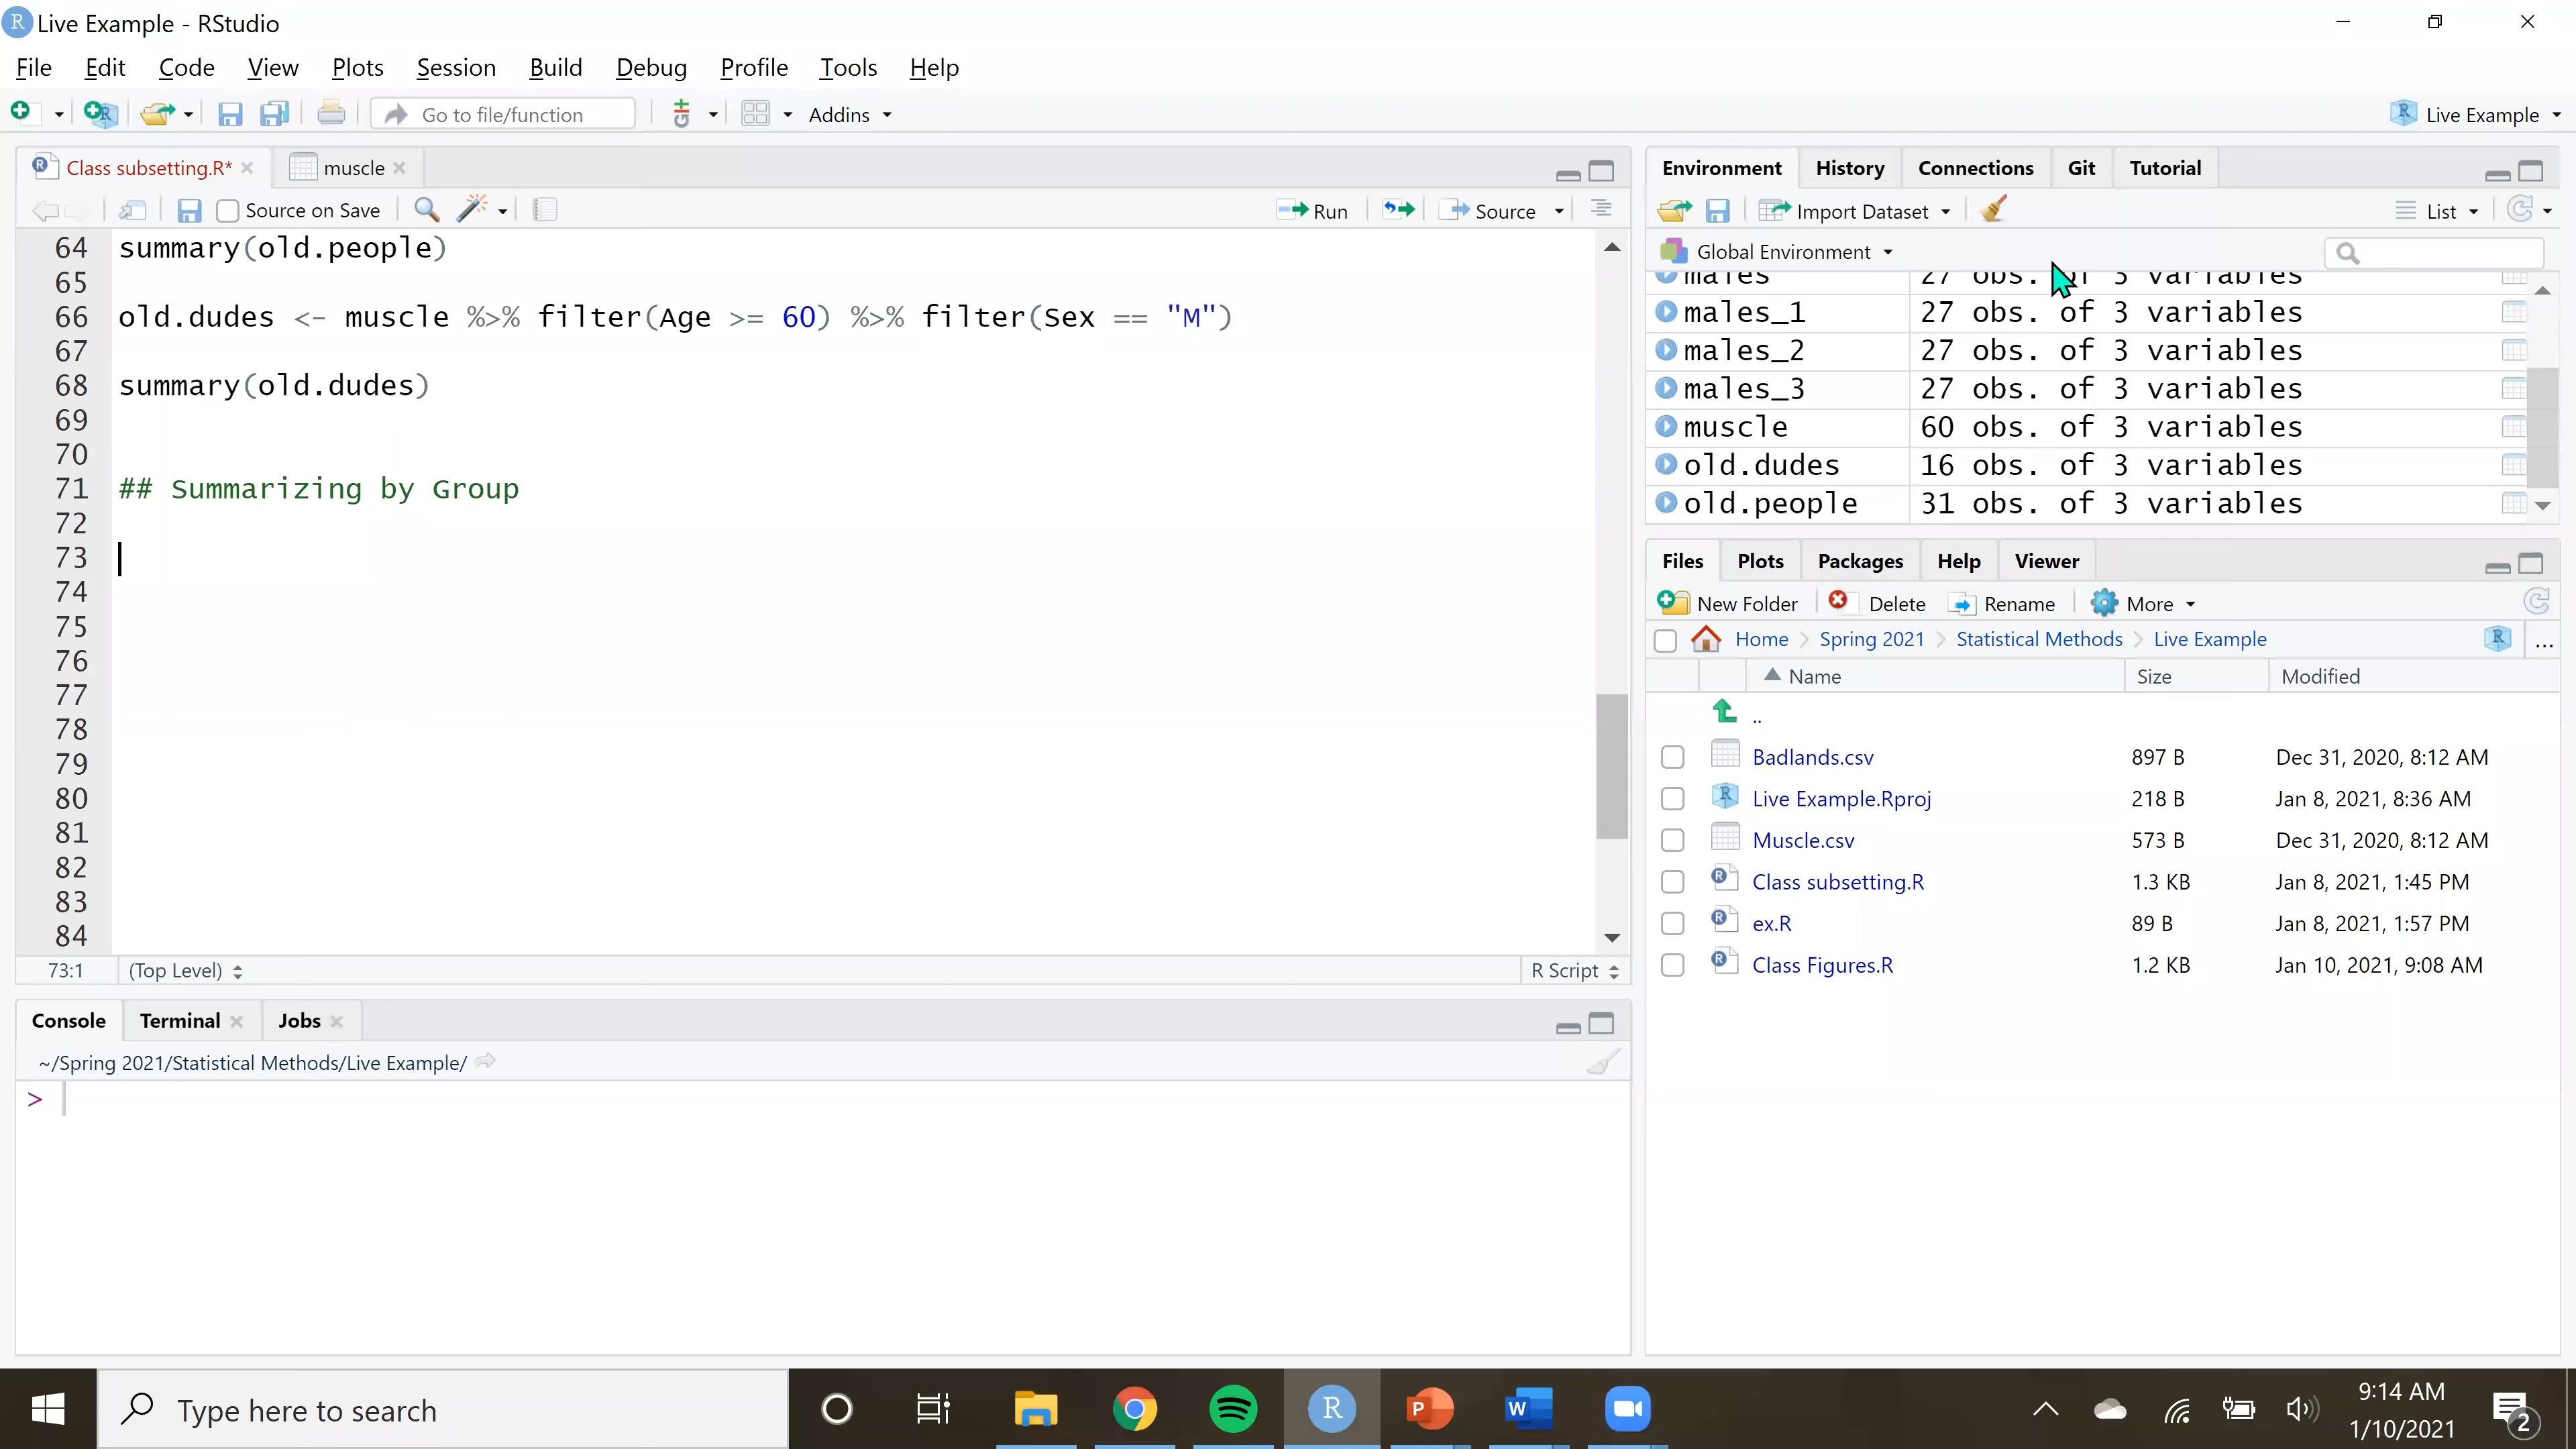 Live Example - RStudio
File Edit Code View Plots Session Build Debug Profile Tools Help
Go to file/function Addins Live Example
Class subsetting.R* muscle
Source on Save Run Source
64 summary(old.people)
65
66 old.dudes <- muscle %>% filter(Age >= 60) %>% filter(Sex == "M")
67
68 summary(old.dudes)
69
70
71 ## Summarizing by Group
72
73
74
75
76
77
78
79
80
81
82
83
84
73:1 (Top Level) R Script
Console Terminal Jobs
~/Spring 2021/Statistical Methods/Live Example/
>
Environment History Connections Git Tutorial
Import Dataset List
Global Environment
males 27 obs. of 3 variables
males_1 27 obs. of 3 variables
males_2 27 obs. of 3 variables
males_3 27 obs. of 3 variables
muscle 60 obs. of 3 variables
old.dudes 16 obs. of 3 variables
old.people 31 obs. of 3 variables
Files Plots Packages Help Viewer
New Folder Delete Rename More
Home Spring 2021 Statistical Methods Live Example ...
Name Size Modified
..
Badlands.csv 897 B Dec 31, 2020, 8:12 AM
Live Example.Rproj 218 B Jan 8, 2021, 8:36 AM
Muscle.csv 573 B Dec 31, 2020, 8:12 AM
Class subsetting.R 1.3 KB Jan 8, 2021, 1:45 PM
ex.R 89 B Jan 8, 2021, 1:57 PM
Class Figures.R 1.2 KB Jan 10, 2021, 9:08 AM
Type here to search
9:14 AM
1/10/2021
2